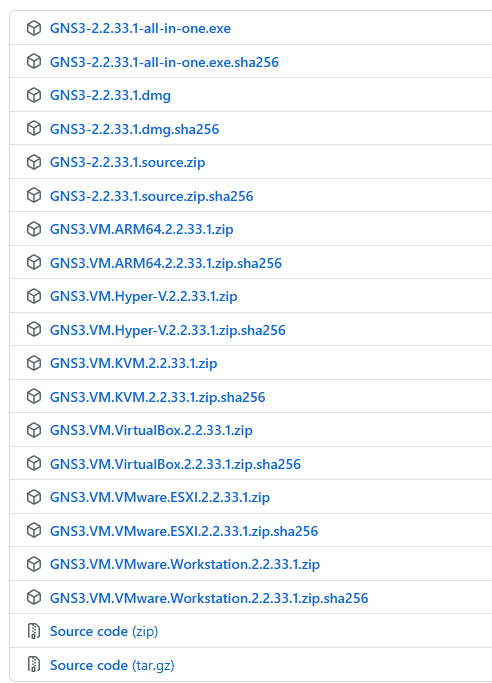 GNS3-2.2.33.1-all-in-one.exe
GNS3-2.2.33.1-all-in-one.exe.sha256
GNS3-2.2.33.1.dmg
GNS3-2.2.33.1.dmg.sha256
GNS3-2.2.33.1.source.zip
GNS3-2.2.33.1.source.zip.sha256
GNS3.VM.ARM64.2.2.33.1.zip
GNS3.VM.ARM64.2.2.33.1.zip.sha256
GNS3.VM.Hyper-V.2.2.33.1.zip
GNS3.VM.Hyper-V.2.2.33.1.zip.sha256
GNS3.VM.KVM.2.2.33.1.zip
GNS3.VM.KVM.2.2.33.1.zip.sha256
GNS3.VM.VirtualBox.2.2.33.1.zip
GNS3.VM.VirtualBox.2.2.33.1.zip.sha256
GNS3.VM.VMware.ESXI.2.2.33.1.zip
GNS3.VM.VMware.ESXI.2.2.33.1.zip.sha256
GNS3.VM.VMware.Workstation.2.2.33.1.zip
GNS3.VM.VMware.Workstation.2.2.33.1.zip.sha256
Source code (zip)
Source code (tar.gz)